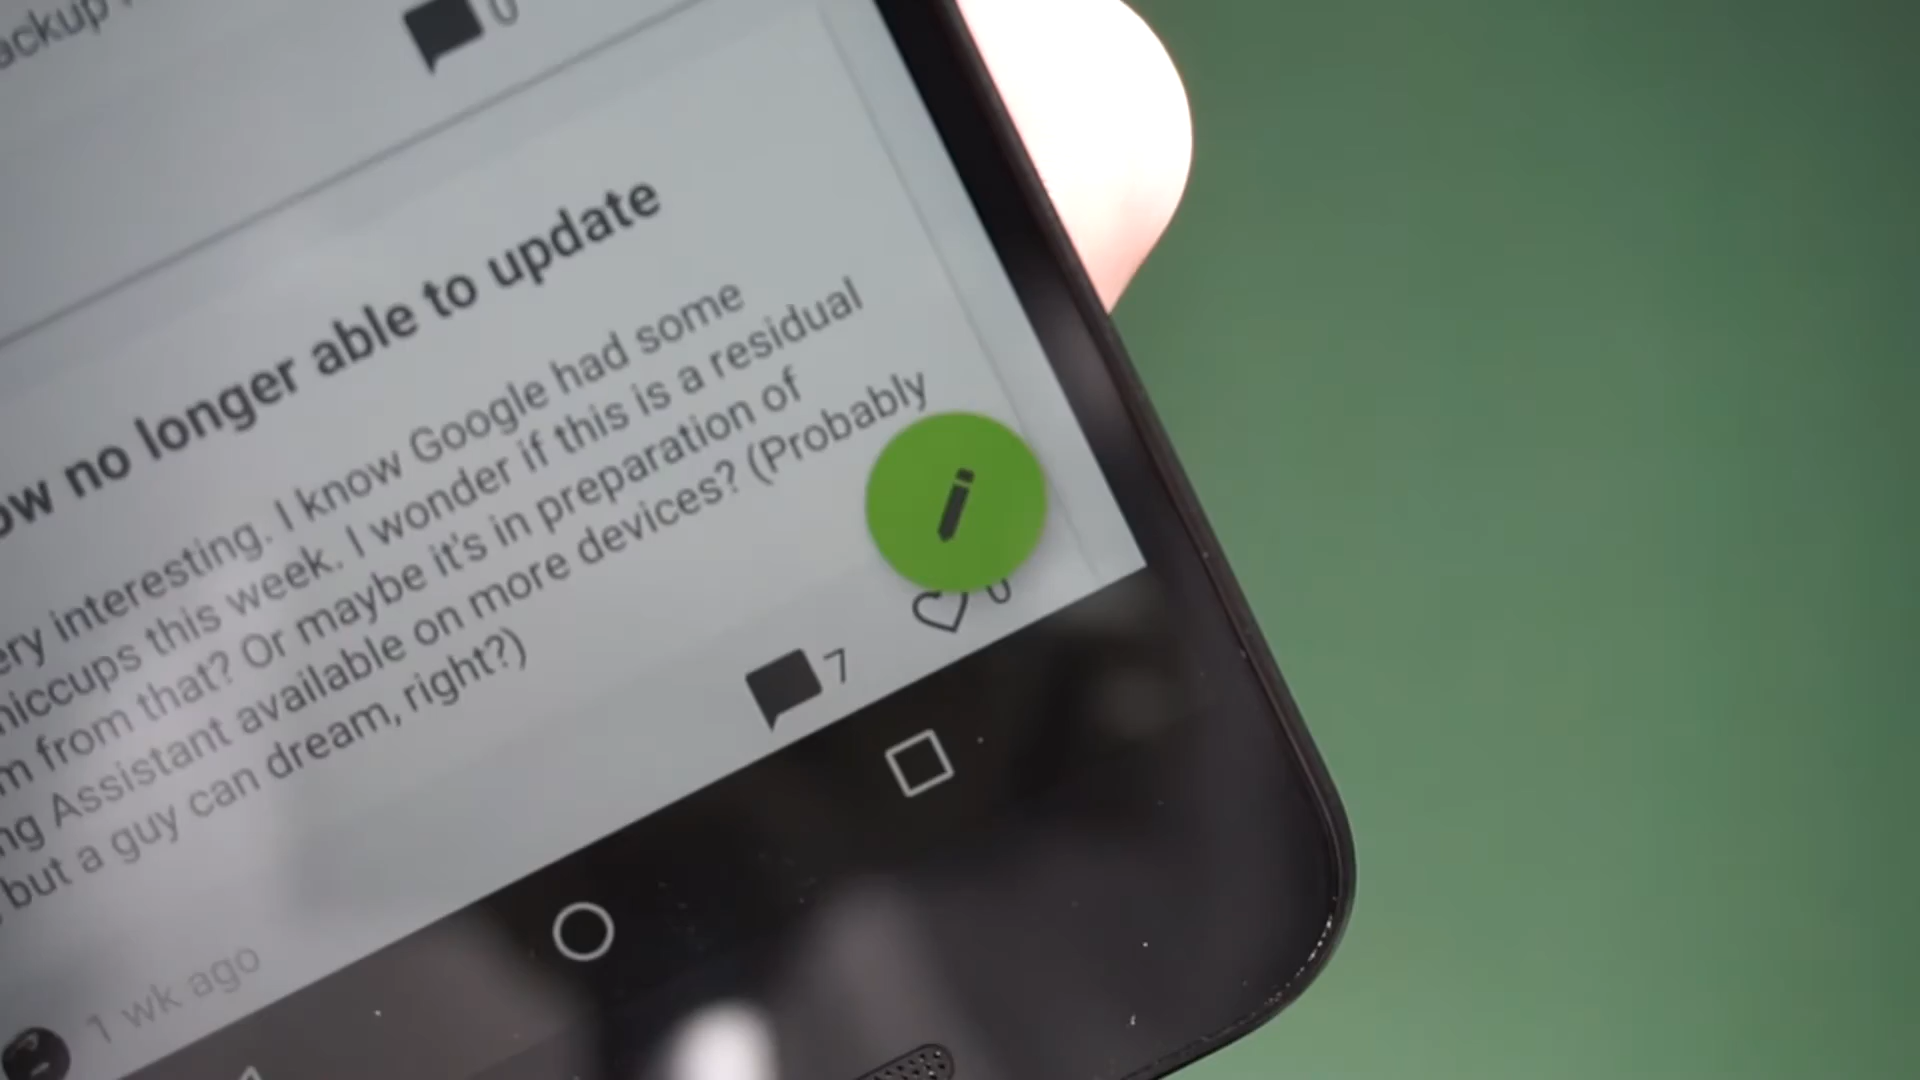 ackup
0
ow no longer able to update
ery interesting. I know Google had some
hiccups this week. I wonder if this is a residual
m from that? Or maybe it's in preparation of
ng Assistant available on more devices? (Probably
but a guy can dream, right?)
7
0
1 wk ago